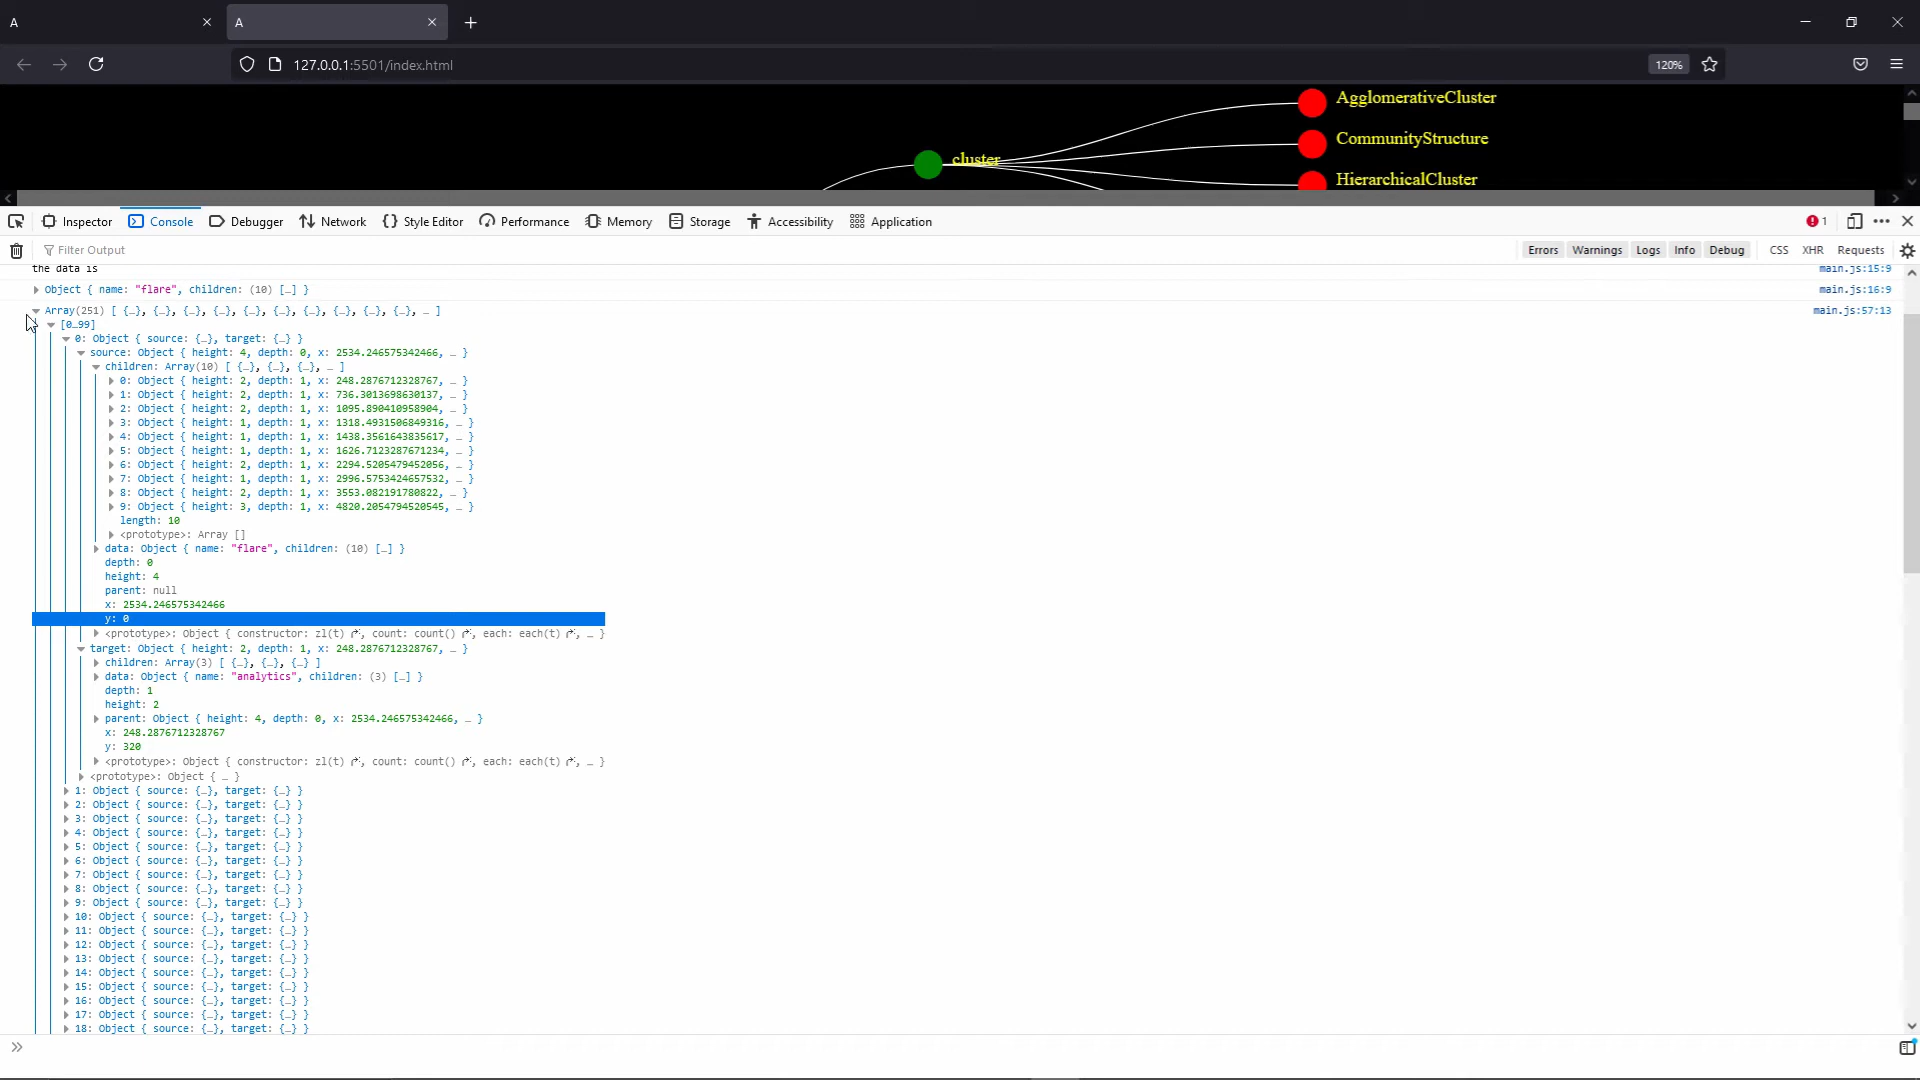 A
A
127.0.0.1:5501/index.html
120%
AgglomerativeCluster
CommunityStructure
cluster
HierarchicalCluster
Inspector Console Debugger Network Style Editor Performance Memory Storage Accessibility Application 1
Filter Output Errors Warnings Logs Info Debug CSS XHR Requests
the data is main.js:15:9
Object { name: "flare", children: (10) […] } main.js:16:9
Array(251) [ {…}, {…}, {…}, {…}, {…}, {…}, {…}, {…}, {…}, {…}, … ] main.js:57:13
[0…99]
0: Object { source: {…}, target: {…} }
source: Object { height: 4, depth: 0, x: 2534.246575342466, … }
children: Array(10) [ {…}, {…}, {…}, … ]
0: Object { height: 2, depth: 1, x: 248.2876712328767, … }
1: Object { height: 2, depth: 1, x: 736.3013698630137, … }
2: Object { height: 2, depth: 1, x: 1095.890410958904, … }
3: Object { height: 1, depth: 1, x: 1318.4931506849316, … }
4: Object { height: 1, depth: 1, x: 1438.3561643835617, … }
5: Object { height: 1, depth: 1, x: 1626.7123287671234, … }
6: Object { height: 2, depth: 1, x: 2294.5205479452056, … }
7: Object { height: 1, depth: 1, x: 2996.5753424657532, … }
8: Object { height: 2, depth: 1, x: 3553.082191780822, … }
9: Object { height: 3, depth: 1, x: 4820.2054794520545, … }
length: 10
<prototype>: Array []
data: Object { name: "flare", children: (10) […] }
depth: 0
height: 4
parent: null
x: 2534.246575342466
y: 0
<prototype>: Object { constructor: zl(t), count: count(), each: each(t), … }
target: Object { height: 2, depth: 1, x: 248.2876712328767, … }
children: Array(3) [ {…}, {…}, {…} ]
data: Object { name: "analytics", children: (3) […] }
depth: 1
height: 2
parent: Object { height: 4, depth: 0, x: 2534.246575342466, … }
x: 248.2876712328767
y: 320
<prototype>: Object { constructor: zl(t), count: count(), each: each(t), … }
<prototype>: Object { … }
1: Object { source: {…}, target: {…} }
2: Object { source: {…}, target: {…} }
3: Object { source: {…}, target: {…} }
4: Object { source: {…}, target: {…} }
5: Object { source: {…}, target: {…} }
6: Object { source: {…}, target: {…} }
7: Object { source: {…}, target: {…} }
8: Object { source: {…}, target: {…} }
9: Object { source: {…}, target: {…} }
10: Object { source: {…}, target: {…} }
11: Object { source: {…}, target: {…} }
12: Object { source: {…}, target: {…} }
13: Object { source: {…}, target: {…} }
14: Object { source: {…}, target: {…} }
15: Object { source: {…}, target: {…} }
16: Object { source: {…}, target: {…} }
17: Object { source: {…}, target: {…} }
18: Object { source: {…}, target: {…} }